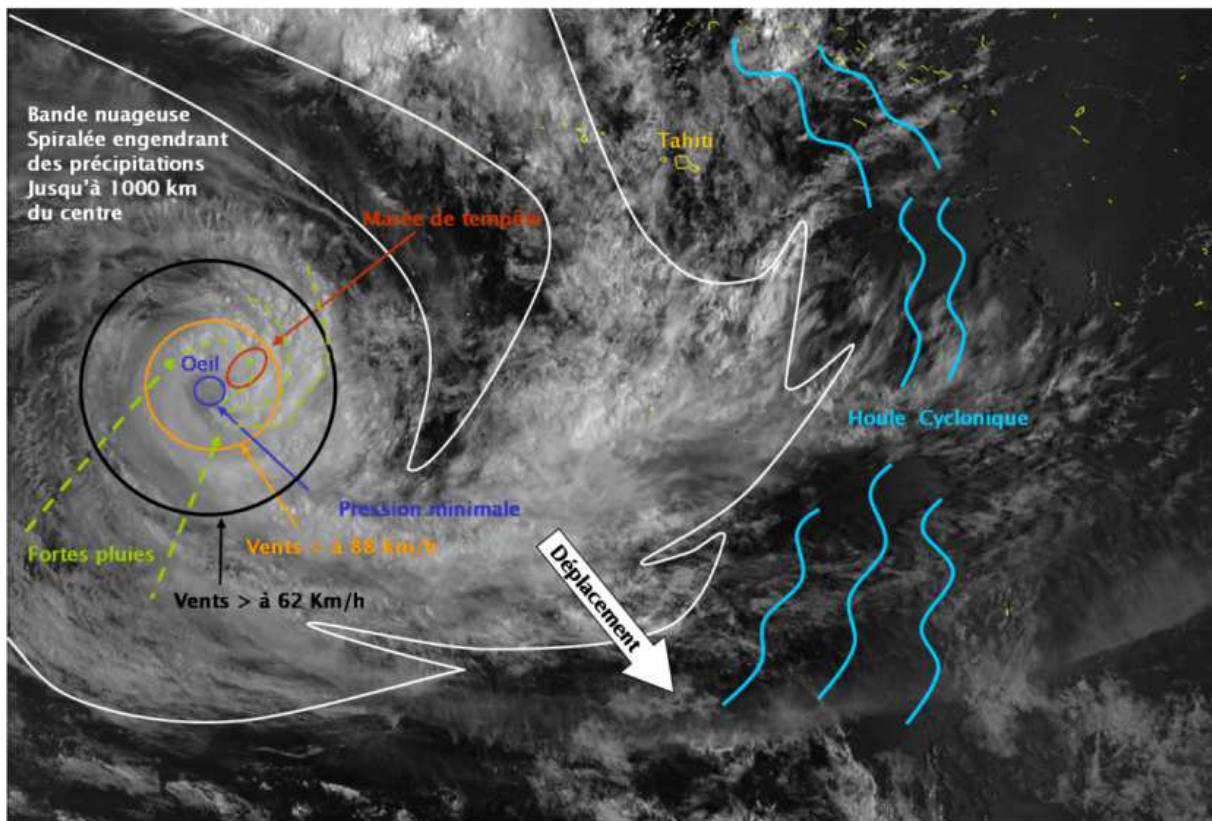 Bande nuageuse
Spiralée engendrant
des précipitations
Jusqu'à 1000 km
du centre
Tahiti
Marée de tempête
Oeil
Houle Cyclonique
Pression minimale
Fortes pluies
Vents > à 88 km/h
Vents > à 62 Km/h
Déplacement